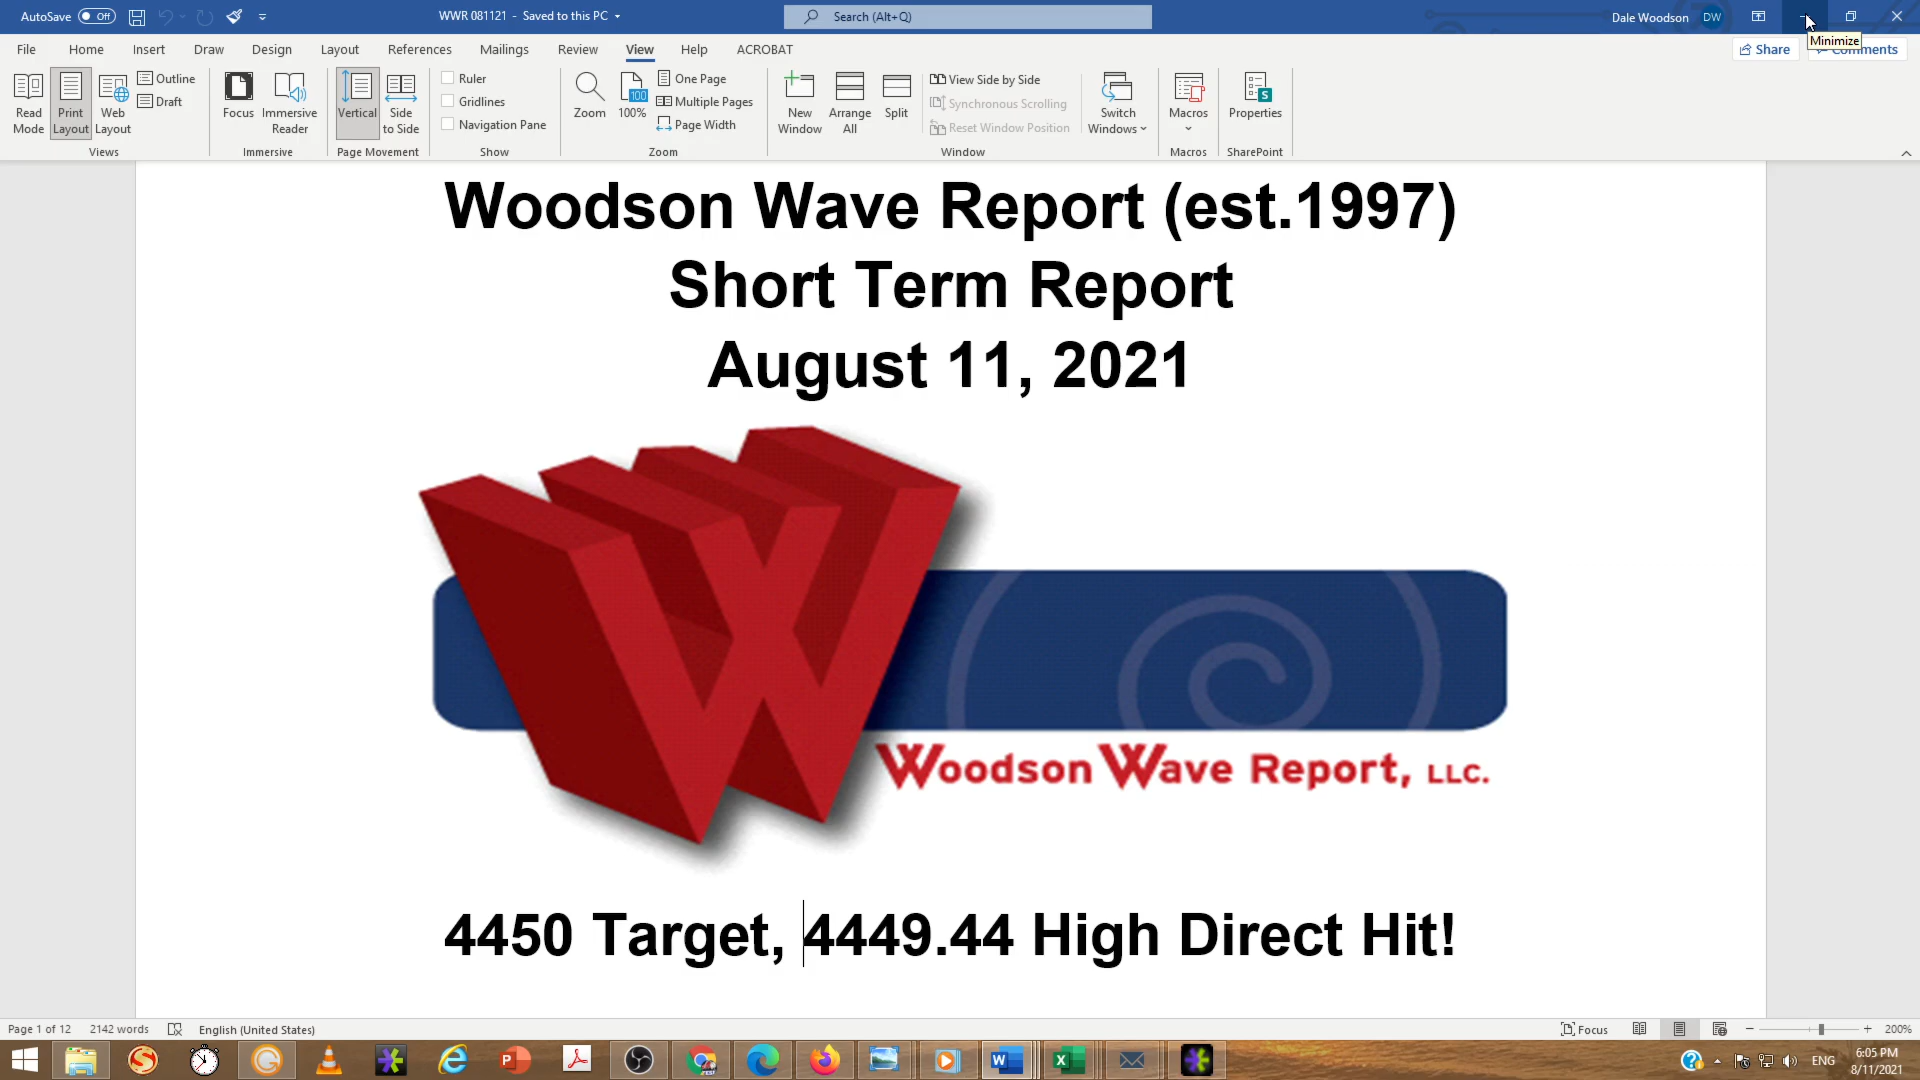 AutoSave Off
WWR 081121 - Saved to this PC
Search (Alt+Q)
Dale Woodson DW
Minimize
File Home Insert Draw Design Layout References Mailings Review View Help ACROBAT
Share
Comments
Read Mode
Print Layout
Web Layout
Outline
Draft
Views
Focus
Immersive Reader
Immersive
Vertical
Side to Side
Page Movement
Ruler
Gridlines
Navigation Pane
Show
Zoom
100
100%
One Page
Multiple Pages
Page Width
Zoom
New Window
Arrange All
Split
View Side by Side
Synchronous Scrolling
Reset Window Position
Switch Windows
Window
Macros
Macros
Properties
SharePoint
Woodson Wave Report (est.1997)
Short Term Report
August 11, 2021
Woodson Wave Report, LLC.
4450 Target, 4449.44 High Direct Hit!
Page 1 of 12 2142 words English (United States)
Focus
200%
ENG
6:05 PM
8/11/2021